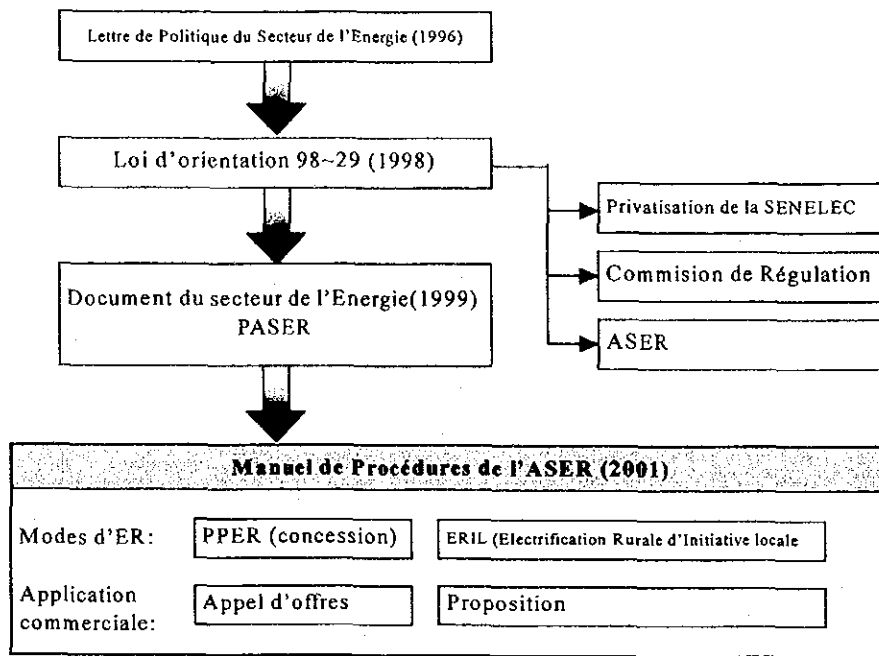 Lettre de Politique du Secteur de l'Energie (1996)
Loi d'orientation 98~29 (1998)
Privatisation de la SENELEC
Commision de Régulation
ASER
Document du secteur de l'Energie(1999)
PASER
Manuel de Procédures de l'ASER (2001)
Modes d'ER:
PPER (concession)
ERIL (Electrification Rurale d'Initiative locale
Application
commerciale:
Appel d'offres
Proposition